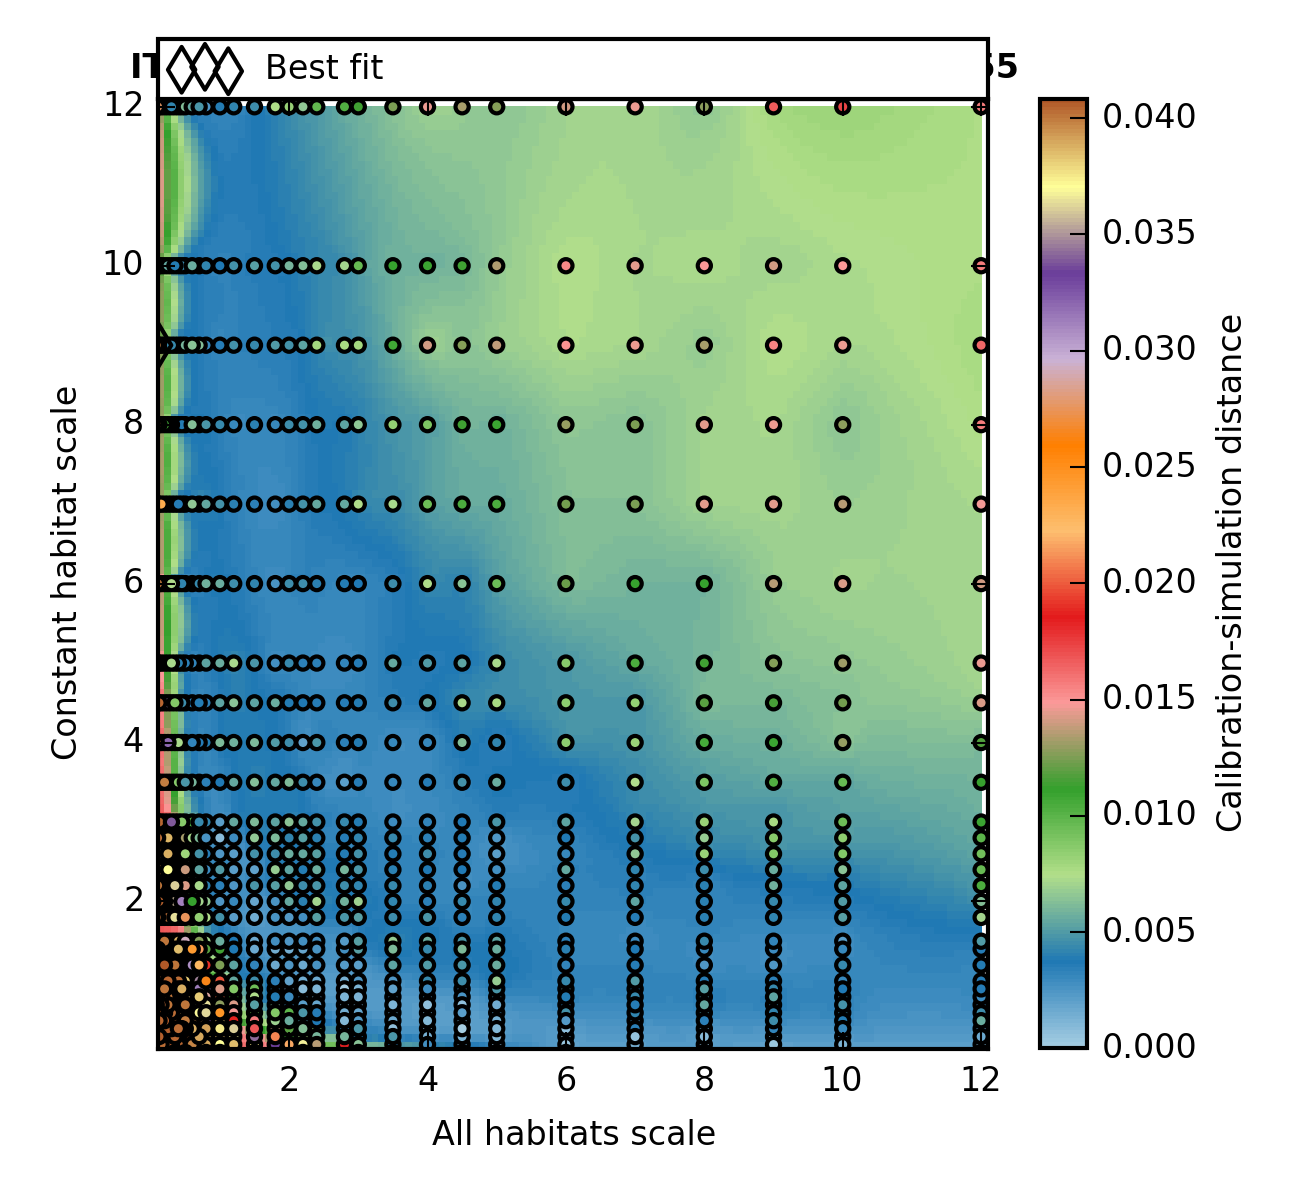 IT
Best fit
55
12
10
8
6
4
2
2 4 6 8 10 12
Constant habitat scale
All habitats scale
0.040
0.035
0.030
0.025
0.020
0.015
0.010
0.005
0.000
Calibration-simulation distance